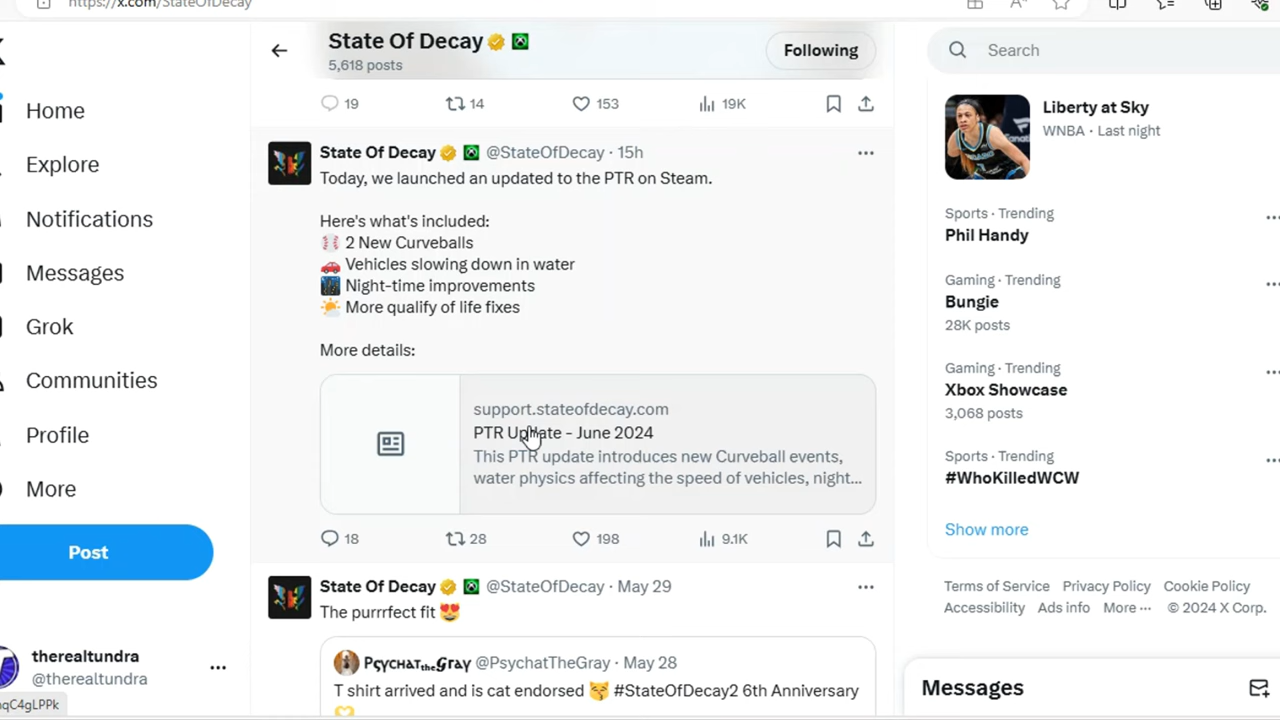 https://x.com/StateOfDecay
State Of Decay
5,618 posts
Following
Search
Home
Explore
Notifications
Messages
Grok
Communities
Profile
More
Post
therealtundra
@therealtundra
qC4gLPPk
19 14 153 19K
State Of Decay @StateOfDecay · 15h
Today, we launched an updated to the PTR on Steam.
Here's what's included:
2 New Curveballs
Vehicles slowing down in water
Night-time improvements
More qualify of life fixes
More details:
support.stateofdecay.com
PTR Update - June 2024
This PTR update introduces new Curveball events,
water physics affecting the speed of vehicles, night...
18 28 198 9.1K
State Of Decay @StateOfDecay · May 29
The purrrfect fit
PsychatTheGray @PsychatTheGray · May 28
T shirt arrived and is cat endorsed #StateOfDecay2 6th Anniversary
Liberty at Sky
WNBA · Last night
Sports · Trending
Phil Handy
Gaming · Trending
Bungie
28K posts
Gaming · Trending
Xbox Showcase
3,068 posts
Sports · Trending
#WhoKilledWCW
Show more
Terms of Service Privacy Policy Cookie Policy
Accessibility Ads info More ··· © 2024 X Corp.
Messages